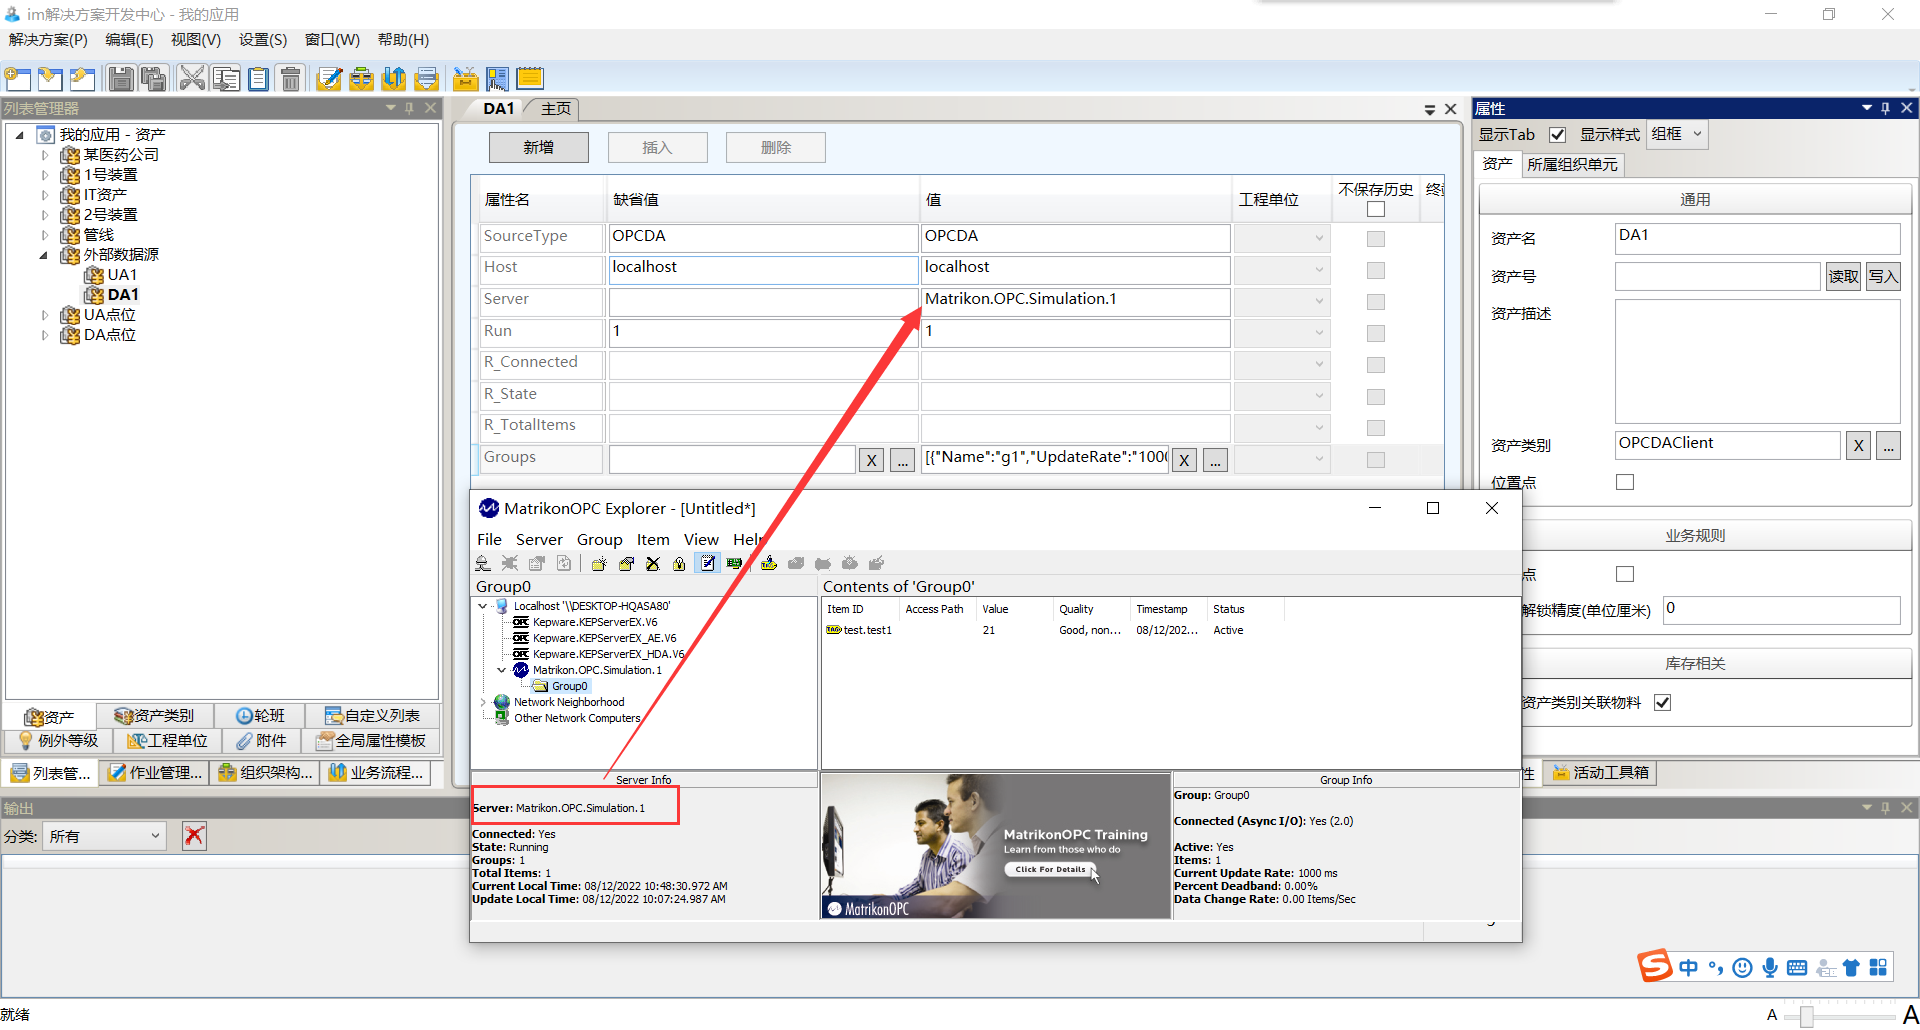 im解决方案开发中心 - 我的应用
解决方案(P) 编辑(E) 视图(V) 设置(S) 窗口(W) 帮助(H)
列表管理器
我的应用 - 资产
某医药公司
1号装置
IT资产
2号装置
管线
外部数据源
UA1
DA1
UA点位
DA点位
资产 资产类别 轮班 自定义列表
例外等级 工程单位 附件 全局属性模板
列表管... 作业管理... 组织架构... 业务流程...
DA1 主页
新增 插入 删除
属性名 缺省值 值 工程单位 不保存历史
SourceType OPCDA OPCDA
Host localhost localhost
Server Matrikon.OPC.Simulation.1
Run 1 1
R_Connected
R_State
R_TotalItems
Groups X ... [{"Name":"g1","UpdateRate":"100 X ...
属性
显示Tab 显示样式 组框
资产 所属组织单元
通用
资产名 DA1
资产号 读取 写入
资产描述
资产类别 OPCDAClient X ...
位置点
业务规则
点
解锁精度(单位厘米) 0
库存相关
资产类别关联物料
性 活动工具箱
MatrikonOPC Explorer - [Untitled*]
File Server Group Item View Help
Group0
Localhost '\\DESKTOP-HQASA80'
Kepware.KEPServerEX.V6
Kepware.KEPServerEX_AE.V6
Kepware.KEPServerEX_HDA.V6
Matrikon.OPC.Simulation.1
Group0
Network Neighborhood
Other Network Computers
Contents of 'Group0'
Item ID Access Path Value Quality Timestamp Status
test.test1 21 Good, non... 08/12/202... Active
Server Info
Server: Matrikon.OPC.Simulation.1
Connected: Yes
State: Running
Groups: 1
Total Items: 1
Current Local Time: 08/12/2022 10:48:30.972 AM
Update Local Time: 08/12/2022 10:07:24.987 AM
MatrikonOPC Training
Learn from those who do
Click For Details
MatrikonOPC
Group Info
Group: Group0
Connected (Async I/O): Yes (2.0)
Active: Yes
Items: 1
Current Update Rate: 1000 ms
Percent Deadband: 0.00%
Data Change Rate: 0.00 Items/Sec
输出
分类: 所有
S 中
就绪
A A